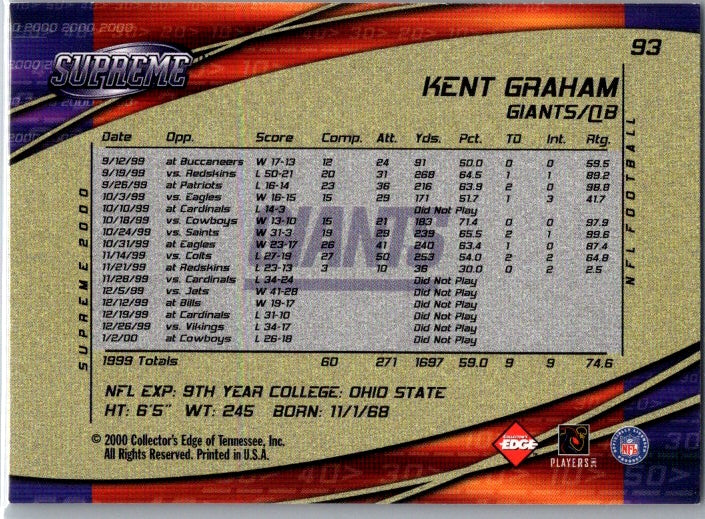 93
SUPREME
KENT GRAHAM
GIANTS/QB
Date Opp. Score Comp. Att. Yds. Pct. TD Int. Rtg.
9/12/99 at Buccaneers W 17-13 12 24 91 50.0 0 0 59.5
9/19/99 vs. Redskins L 50-21 20 31 268 64.5 1 1 89.2
9/26/99 at Patriots L 16-14 23 36 216 63.9 2 0 98.8
10/3/99 vs. Eagles W 16-15 15 29 171 51.7 1 3 41.7
10/10/99 at Cardinals L 14-3 Did Not Play
10/18/99 vs. Cowboys W 13-10 15 21 183 71.4 0 0 97.9
10/24/99 vs. Saints W 31-3 19 29 239 65.5 2 1 99.6
10/31/99 at Eagles W 23-17 26 41 240 63.4 1 0 87.4
11/14/99 vs. Colts L 27-19 27 50 253 54.0 2 2 64.8
11/21/99 at Redskins L 23-13 3 10 36 30.0 0 2 2.5
11/28/99 vs. Cardinals L 34-24 Did Not Play
12/5/99 vs. Jets W 41-28 Did Not Play
12/12/99 at Bills W 19-17 Did Not Play
12/19/99 at Cardinals L 31-10 Did Not Play
12/26/99 vs. Vikings L 34-17 Did Not Play
1/2/00 at Cowboys L 26-18 Did Not Play
1999 Totals 60 271 1697 59.0 9 9 74.6
GIANTS
SUPREME 2000
NFL FOOTBALL
NFL EXP: 9TH YEAR COLLEGE: OHIO STATE
HT: 6'5" WT: 245 BORN: 11/1/68
© 2000 Collector's Edge of Tennessee, Inc.
All Rights Reserved. Printed in U.S.A.
COLLECTOR'S
EDGE
PLAYERS INC
NFL